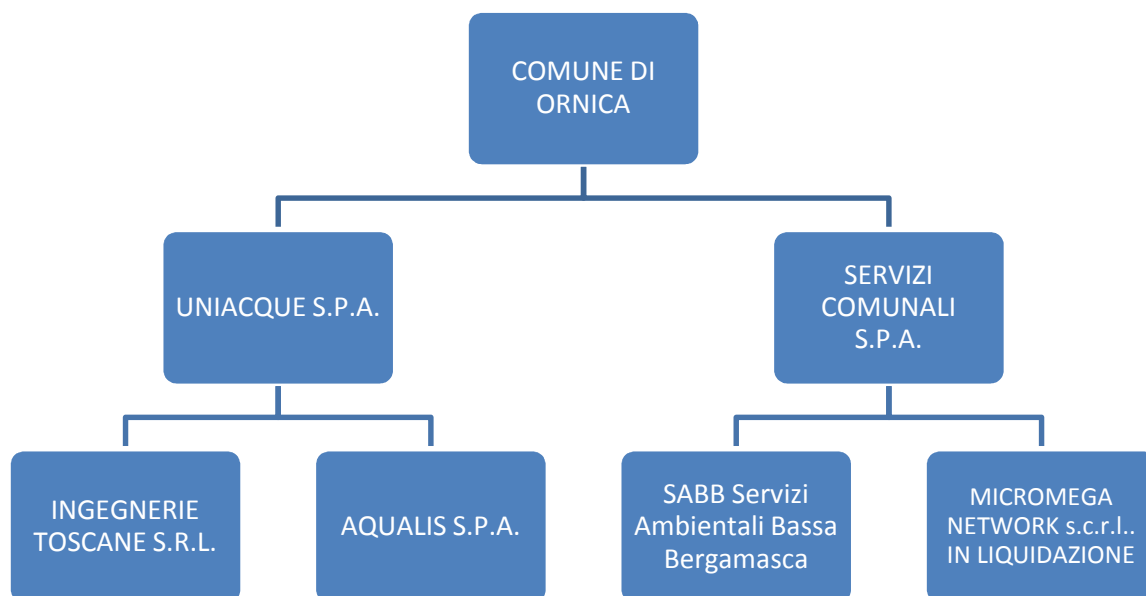 COMUNE DI
ORNICA
UNIACQUE S.P.A.
SERVIZI
COMUNALI
S.P.A.
INGEGNERIE
TOSCANE S.R.L.
AQUALIS S.P.A.
SABB Servizi
Ambientali Bassa
Bergamasca
MICROMEGA
NETWORK s.c.r.l..
IN LIQUIDAZIONE